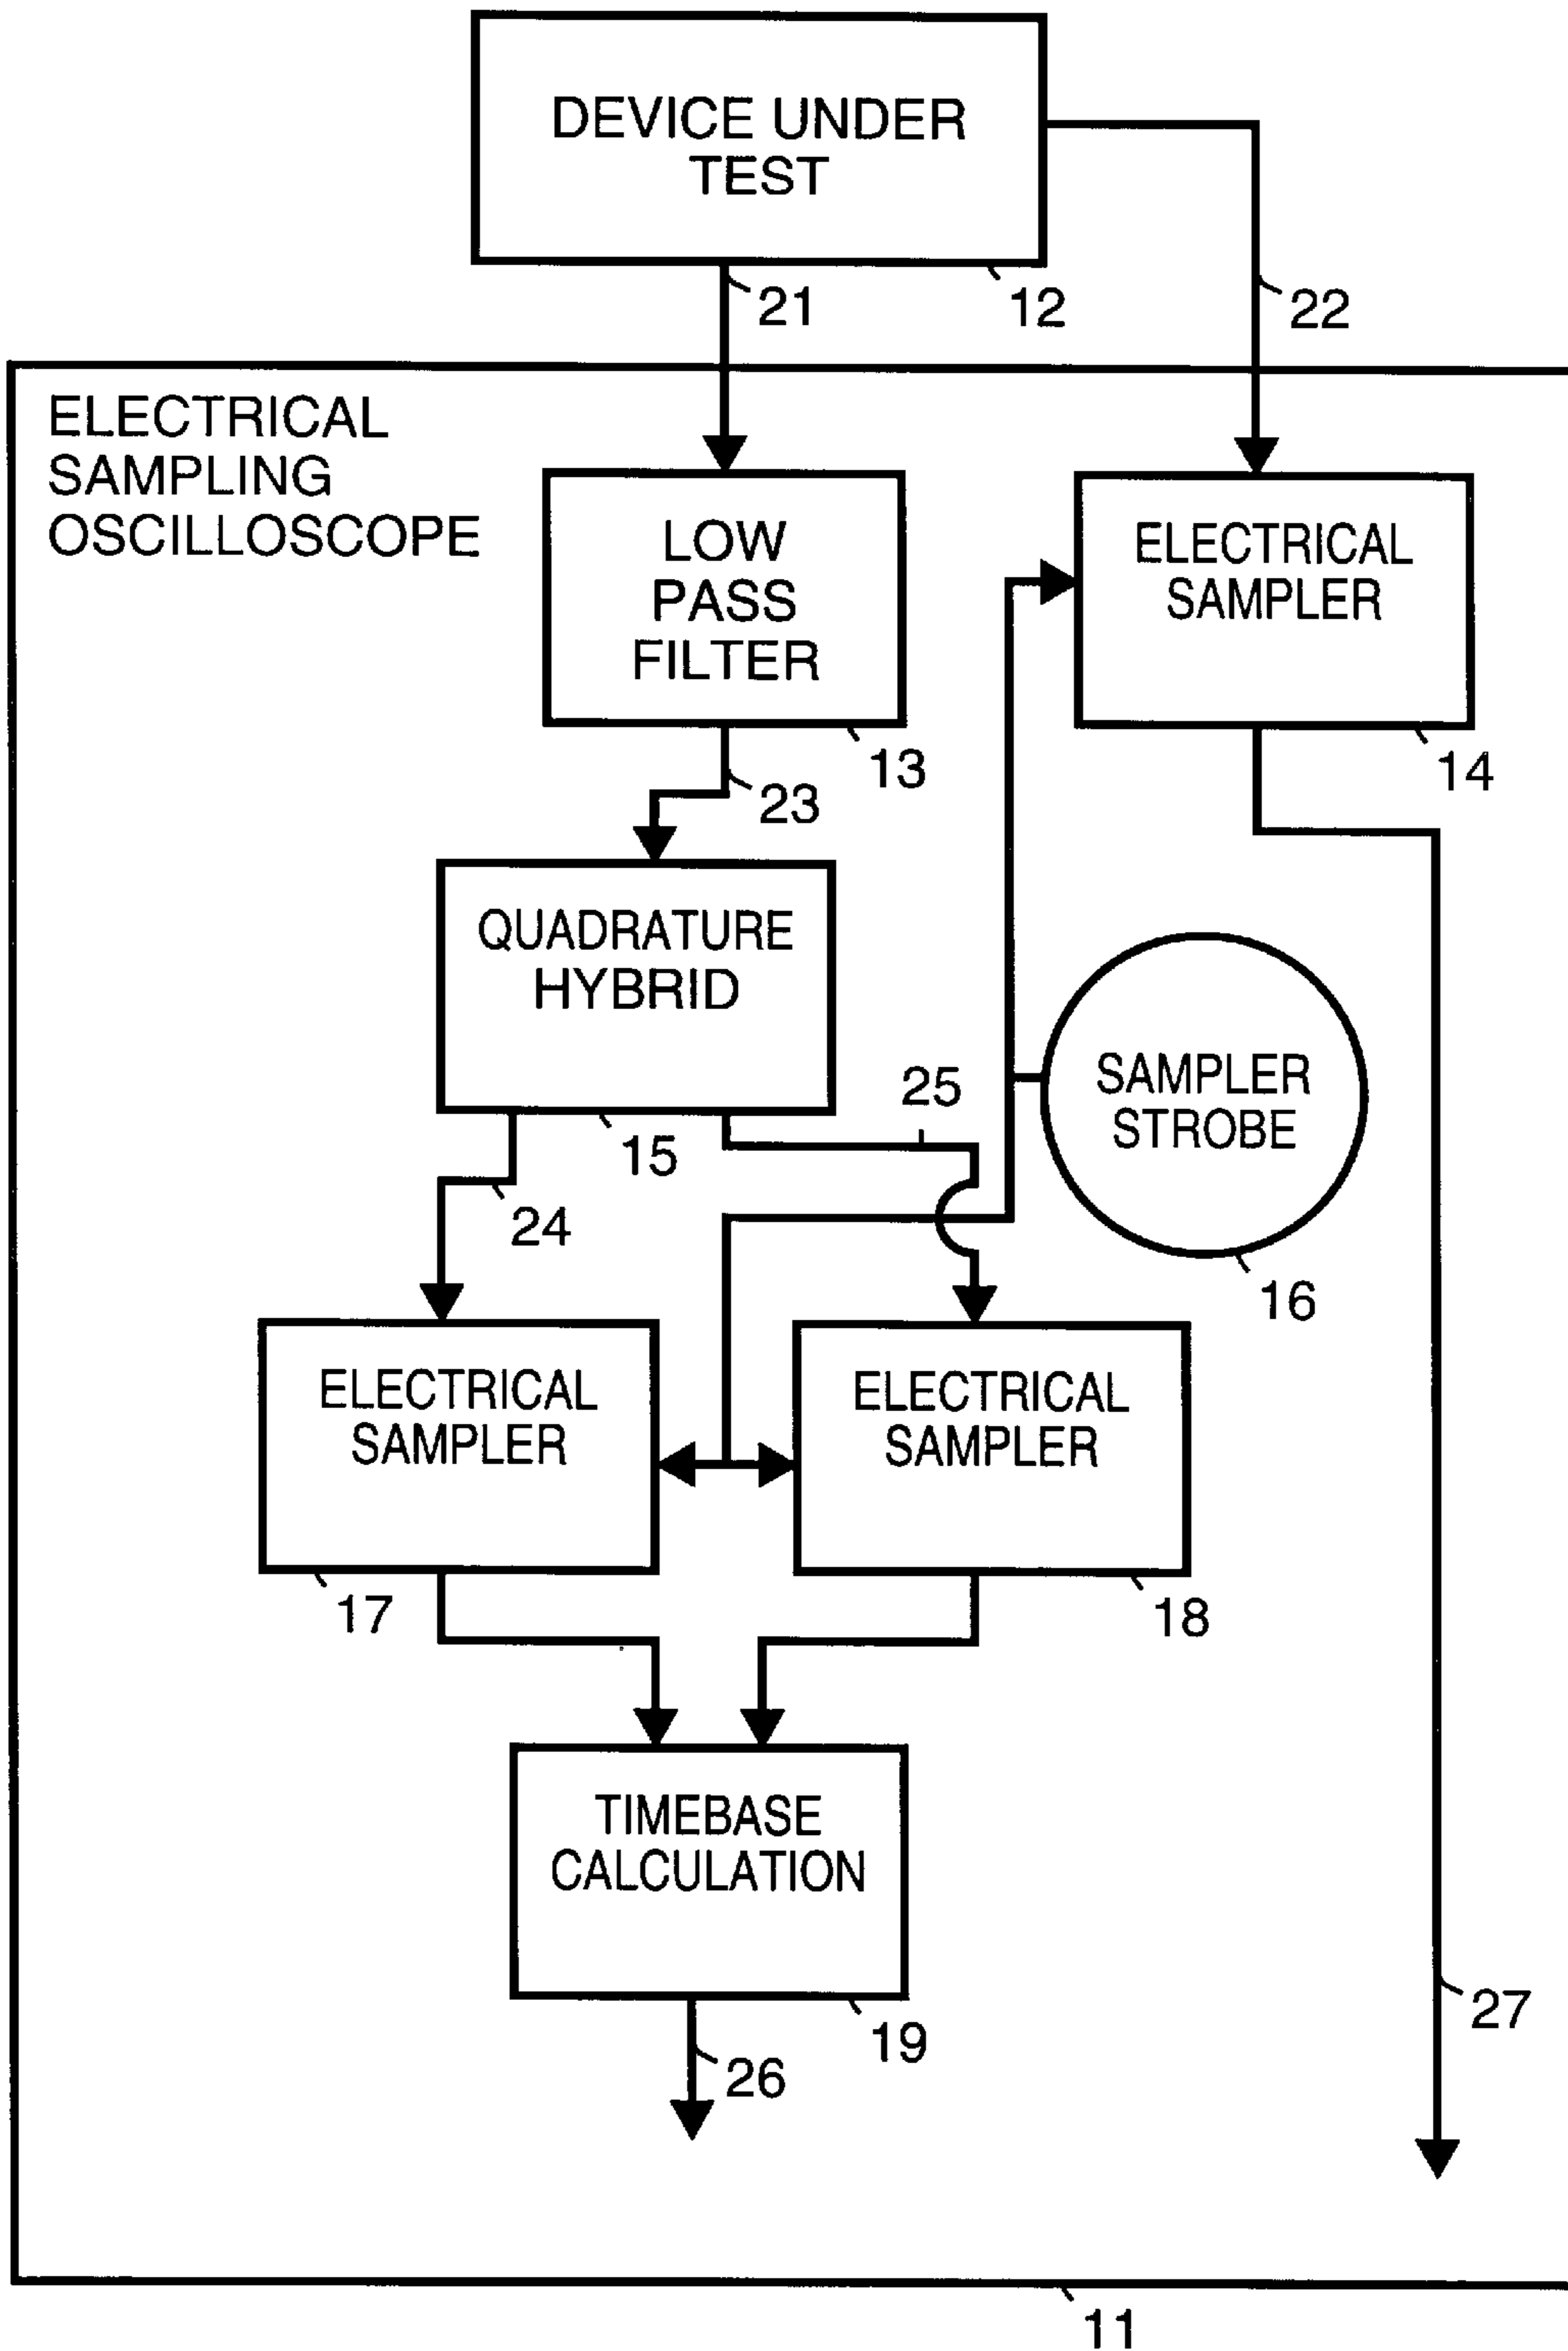 DEVICE UNDER
TEST
21
12
22
ELECTRICAL
SAMPLING
OSCILLOSCOPE
LOW
PASS
FILTER
ELECTRICAL
SAMPLER
13
14
23
QUADRATURE
HYBRID
SAMPLER
STROBE
25
15
24
16
ELECTRICAL
SAMPLER
ELECTRICAL
SAMPLER
17
18
TIMEBASE
CALCULATION
27
19
26
11